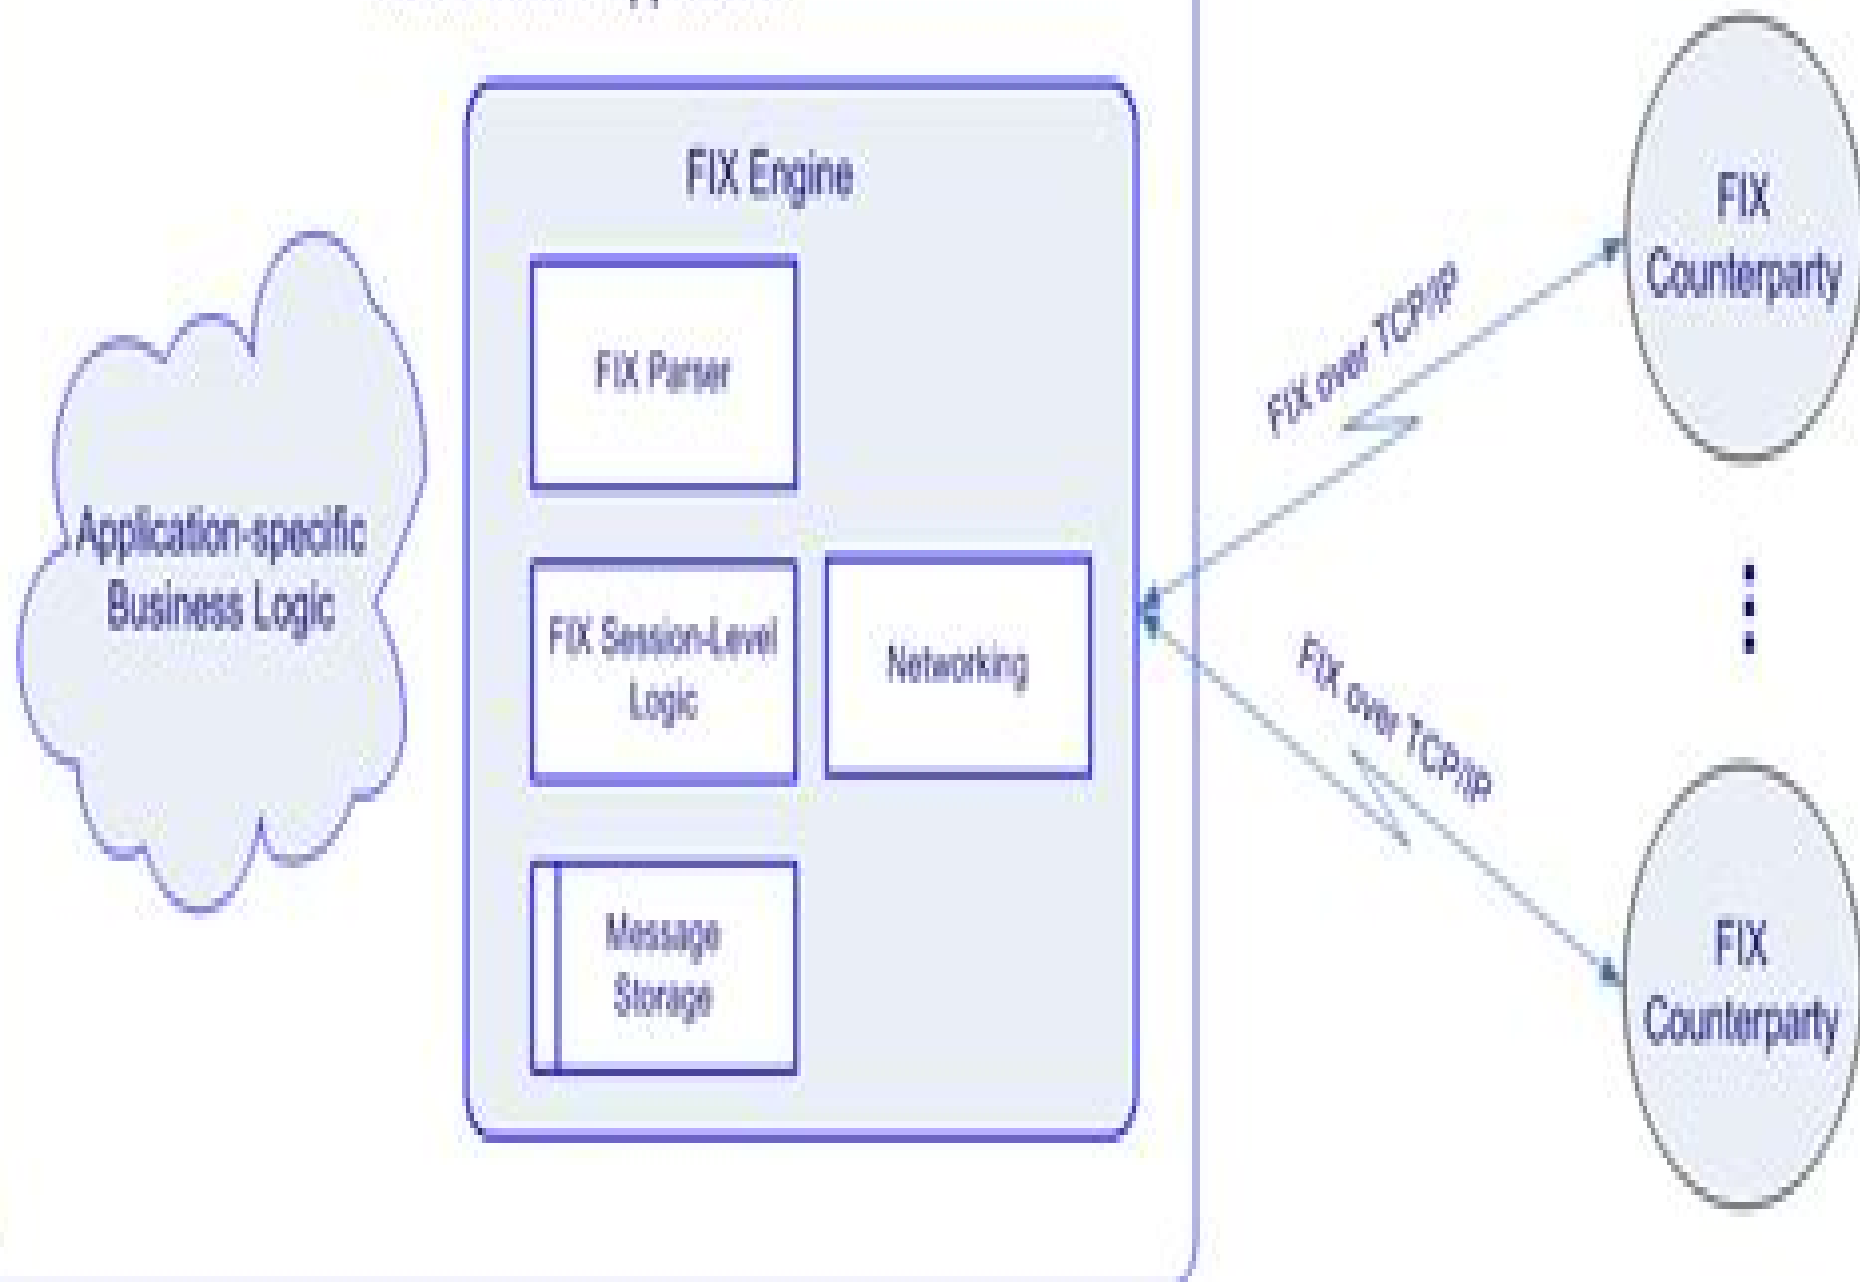 FIX Engine
FIX Parser
FIX Session-Level
Logic
Networking
Message
Storage
Application-specific
Business Logic
FIX over TCP/IP
FIX over TCP/IP
FIX
Counterparty
FIX
Counterparty